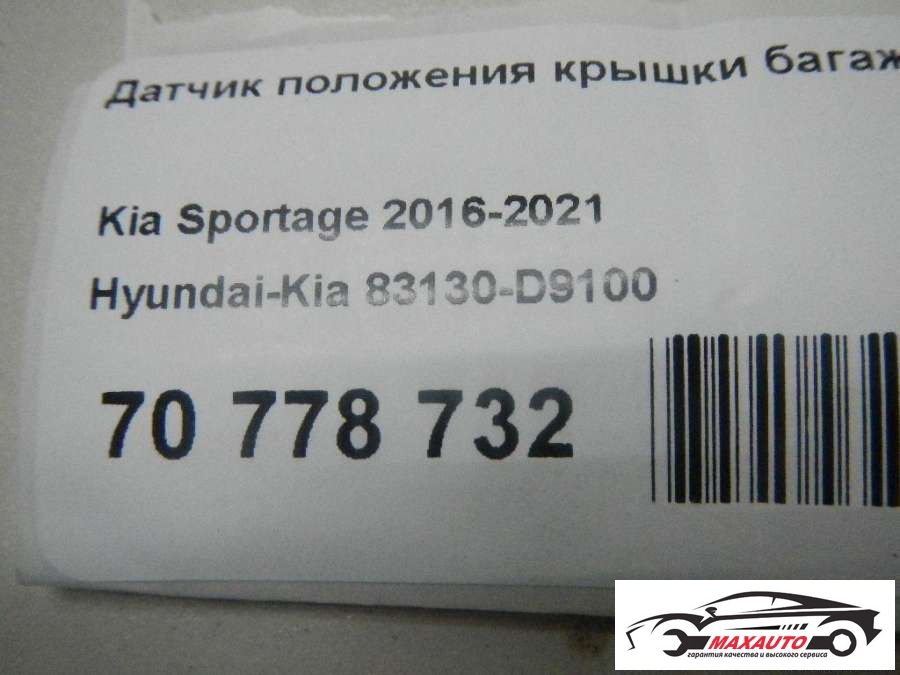 Датчик положения крышки багаж
Kia Sportage 2016-2021
Hyundai-Kia 83130-D9100
70 778 732
MAXAUTO
гарантия качества и высокого сервиса